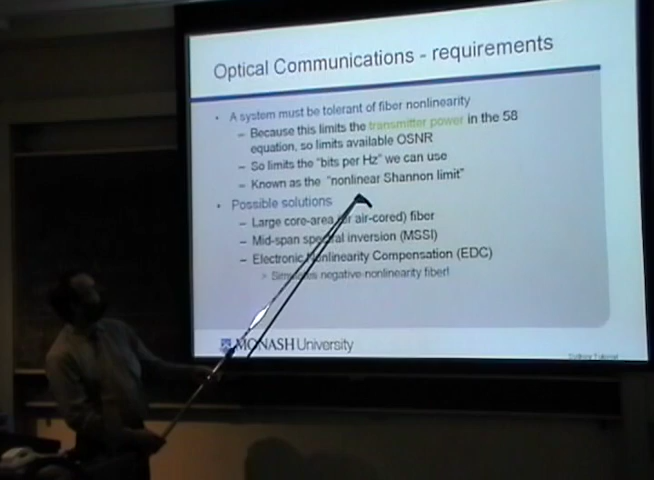 Optical Communications - requirements
• A system must be tolerant of fiber nonlinearity
– Because this limits the transmitter power in the 58
equation, so limits available OSNR
– So limits the "bits per Hz" we can use
– Known as the "nonlinear Shannon limit"
• Possible solutions
– Large core-area (or air-cored) fiber
– Mid-span spectral inversion (MSSI)
– Electronic Nonlinearity Compensation (EDC)
> Simulates negative-nonlinearity fiber!
MONASH University